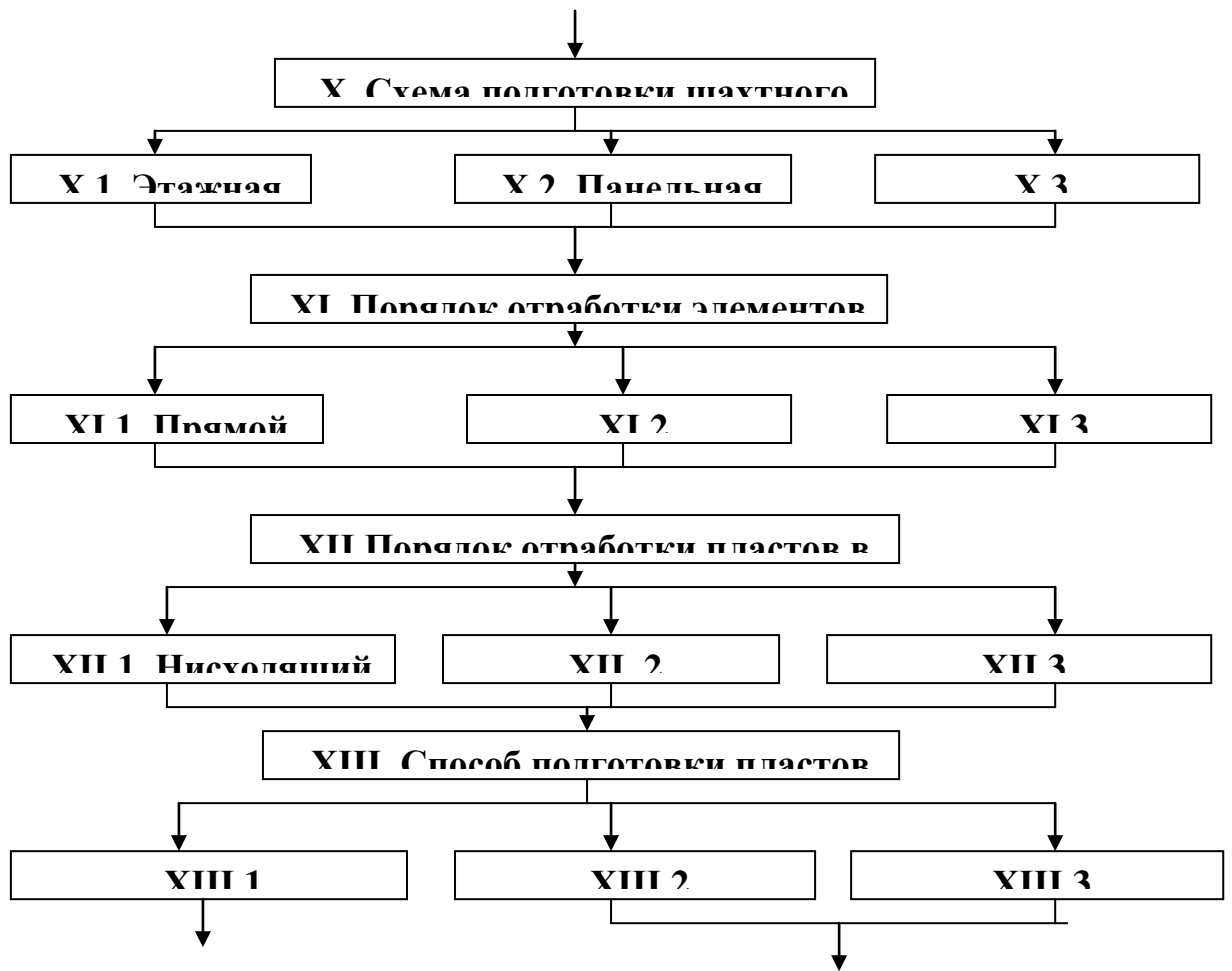 X. Схема подготовки шахтного
X.1. Этажная
X.2. Панельная
X.3.
XI. Порядок отработки элементов
XI.1. Прямой
XI.2.
XI.3.
XII.Порядок отработки пластов в
XII.1. Нисходящий
XII. 2.
XII.3.
XIII. Способ подготовки пластов
XIII.1.
XIII.2.
XIII.3.